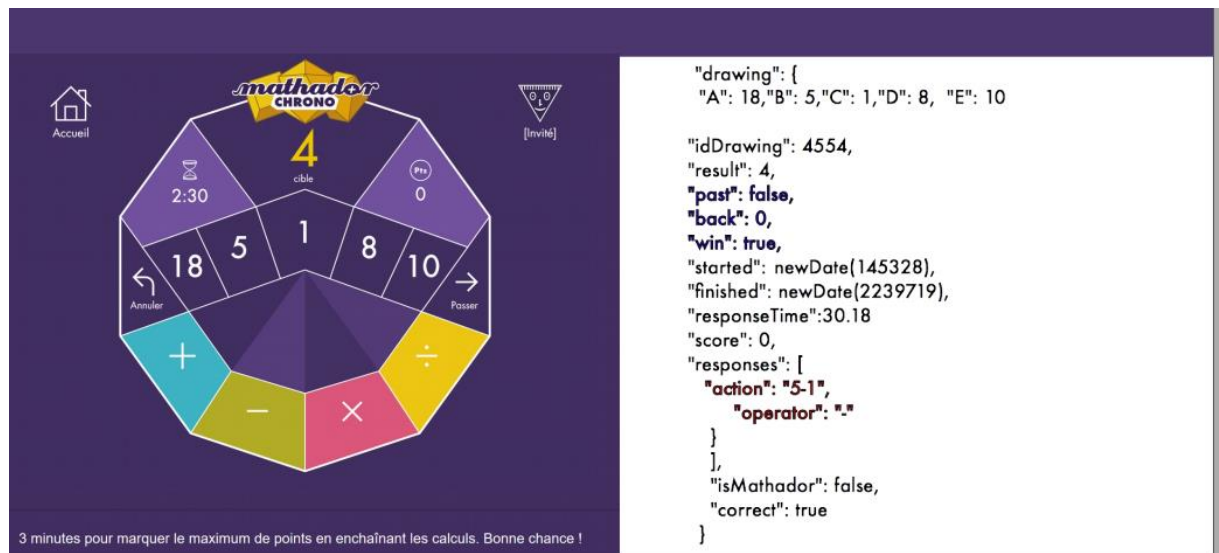 mathador
CHRONO
Accueil
[Invité]
4
cible
2:30
Pts
0
18 5 1 8 10
Annuler
Passer
+ − × ÷
3 minutes pour marquer le maximum de points en enchaînant les calculs. Bonne chance !
"drawing": {
"A": 18,"B": 5,"C": 1,"D": 8, "E": 10
"idDrawing": 4554,
"result": 4,
"past": false,
"back": 0,
"win": true,
"started": newDate(145328),
"finished": newDate(2239719),
"responseTime":30.18
"score": 0,
"responses": [
"action": "5-1",
"operator": "-"
}
],
"isMathador": false,
"correct": true
}